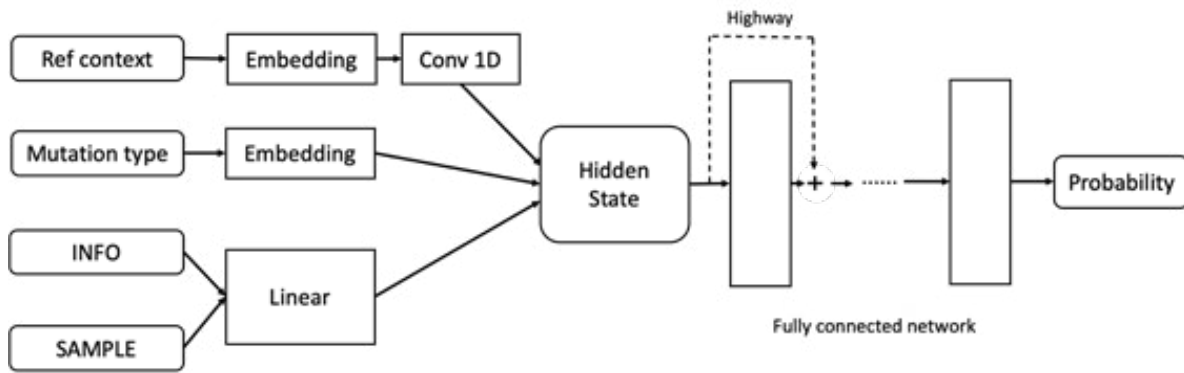 Highway
Ref context
Embedding
Conv 1D
Mutation type
Embedding
Hidden
State
+
......
Probability
INFO
Linear
SAMPLE
Fully connected network